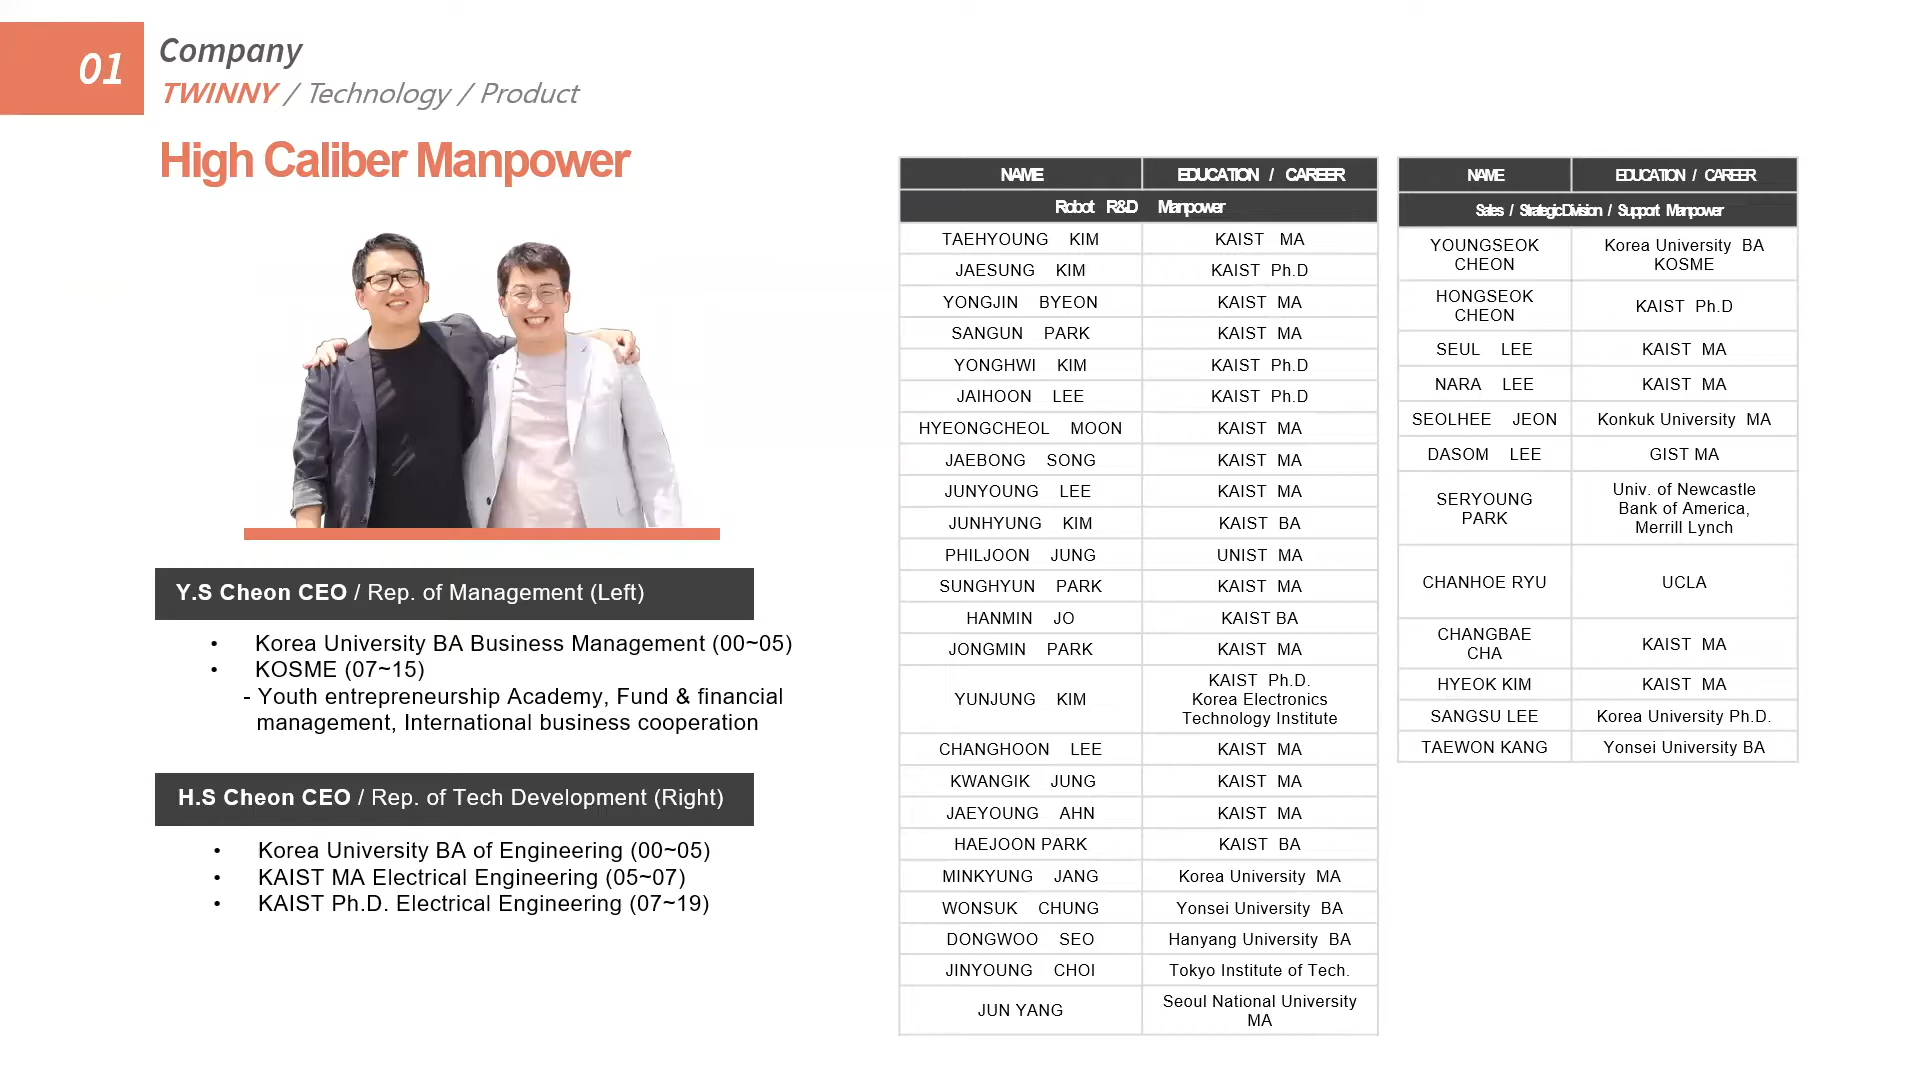 01
Company
TWINNY / Technology / Product
High Caliber Manpower
Y.S Cheon CEO / Rep. of Management (Left)
• Korea University BA Business Management (00~05)
• KOSME (07~15)
- Youth entrepreneurship Academy, Fund & financial
management, International business cooperation
H.S Cheon CEO / Rep. of Tech Development (Right)
• Korea University BA of Engineering (00~05)
• KAIST MA Electrical Engineering (05~07)
• KAIST Ph.D. Electrical Engineering (07~19)
NAME EDUCATION / CAREER
Robot R&D Manpower
TAEHYOUNG KIM KAIST MA
JAESUNG KIM KAIST Ph.D
YONGJIN BYEON KAIST MA
SANGUN PARK KAIST MA
YONGHWI KIM KAIST Ph.D
JAIHOON LEE KAIST Ph.D
HYEONGCHEOL MOON KAIST MA
JAEBONG SONG KAIST MA
JUNYOUNG LEE KAIST MA
JUNHYUNG KIM KAIST BA
PHILJOON JUNG UNIST MA
SUNGHYUN PARK KAIST MA
HANMIN JO KAIST BA
JONGMIN PARK KAIST MA
YUNJUNG KIM KAIST Ph.D.
Korea Electronics
Technology Institute
CHANGHOON LEE KAIST MA
KWANGIK JUNG KAIST MA
JAEYOUNG AHN KAIST MA
HAEJOON PARK KAIST BA
MINKYUNG JANG Korea University MA
WONSUK CHUNG Yonsei University BA
DONGWOO SEO Hanyang University BA
JINYOUNG CHOI Tokyo Institute of Tech.
JUN YANG Seoul National University
MA
NAME EDUCATION / CAREER
Sales / StrategicDivision / Support Manpower
YOUNGSEOK Korea University BA
CHEON KOSME
HONGSEOK
CHEON KAIST Ph.D
SEUL LEE KAIST MA
NARA LEE KAIST MA
SEOLHEE JEON Konkuk University MA
DASOM LEE GIST MA
SERYOUNG
PARK
Univ. of Newcastle
Bank of America,
Merrill Lynch
CHANHOE RYU UCLA
CHANGBAE
CHA KAIST MA
HYEOK KIM KAIST MA
SANGSU LEE Korea University Ph.D.
TAEWON KANG Yonsei University BA